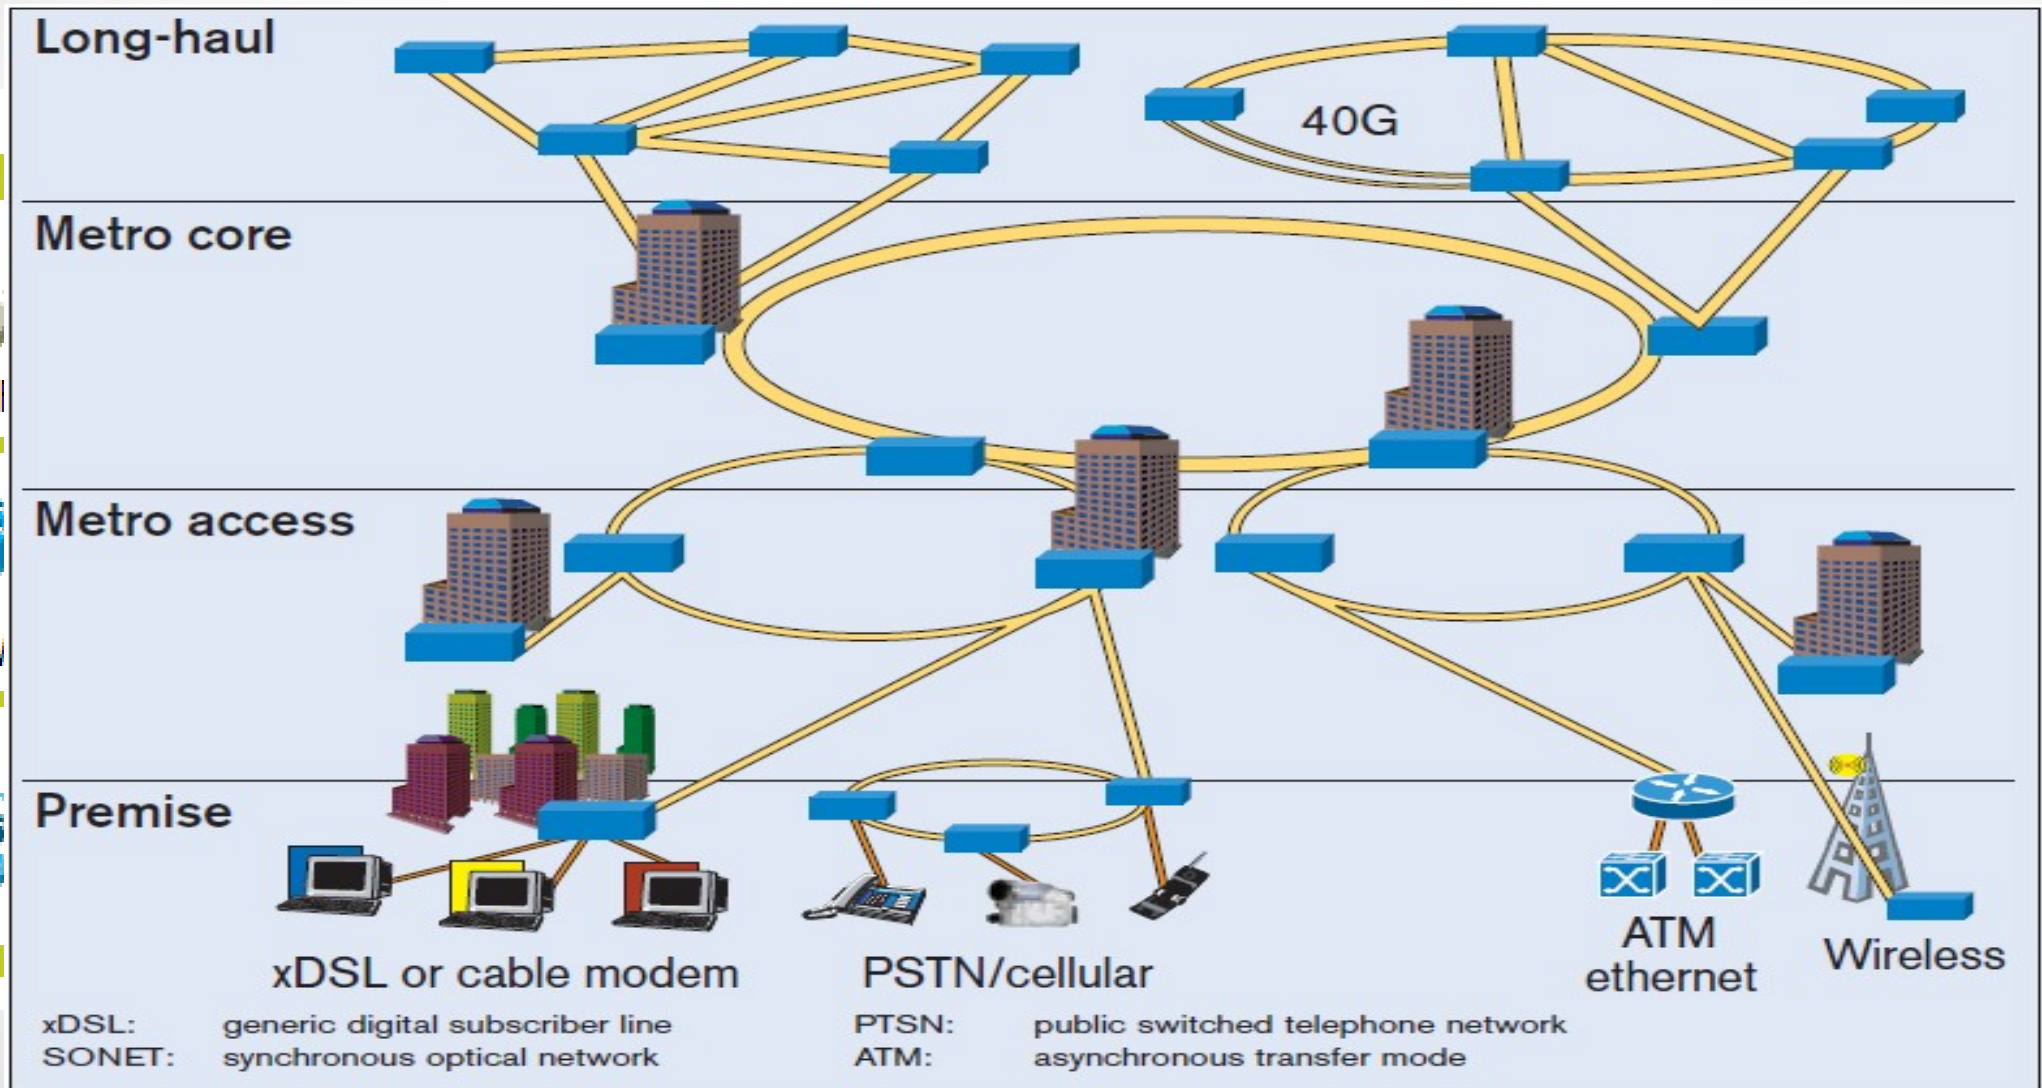 Long-haul
40G
Metro core
Metro access
Premise
xDSL or cable modem
PSTN/cellular
ATM
ethernet
Wireless
xDSL: generic digital subscriber line
PTSN: public switched telephone network
SONET: synchronous optical network
ATM: asynchronous transfer mode